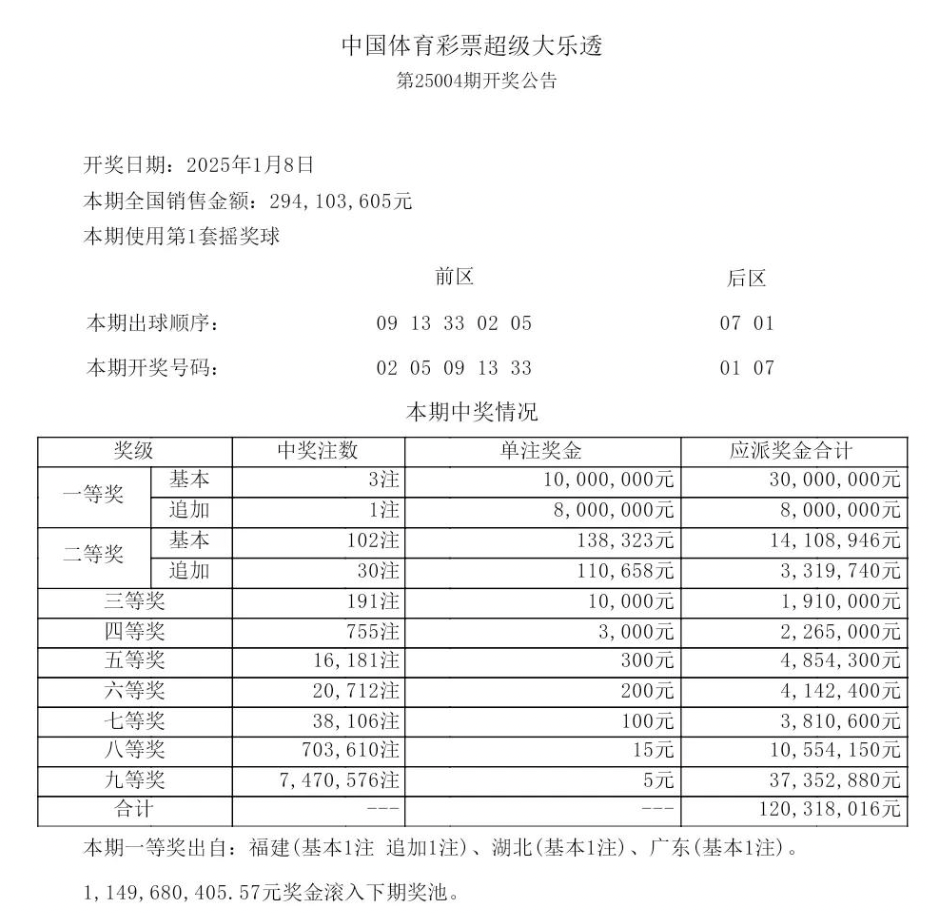 中国体育彩票超级大乐透
第25004期开奖公告
开奖日期：2025年1月8日
本期全国销售金额：294,103,605元
本期使用第1套摇奖球
前区 后区
本期出球顺序： 09 13 33 02 05 07 01
本期开奖号码： 02 05 09 13 33 01 07
本期中奖情况
奖级 中奖注数 单注奖金 应派奖金合计
一等奖 基本 3注 10,000,000元 30,000,000元
追加 1注 8,000,000元 8,000,000元
二等奖 基本 102注 138,323元 14,108,946元
追加 30注 110,658元 3,319,740元
三等奖 191注 10,000元 1,910,000元
四等奖 755注 3,000元 2,265,000元
五等奖 16,181注 300元 4,854,300元
六等奖 20,712注 200元 4,142,400元
七等奖 38,106注 100元 3,810,600元
八等奖 703,610注 15元 10,554,150元
九等奖 7,470,576注 5元 37,352,880元
合计 --- --- 120,318,016元
本期一等奖出自：福建(基本1注 追加1注)、湖北(基本1注)、广东(基本1注)。
1,149,680,405.57元奖金滚入下期奖池。